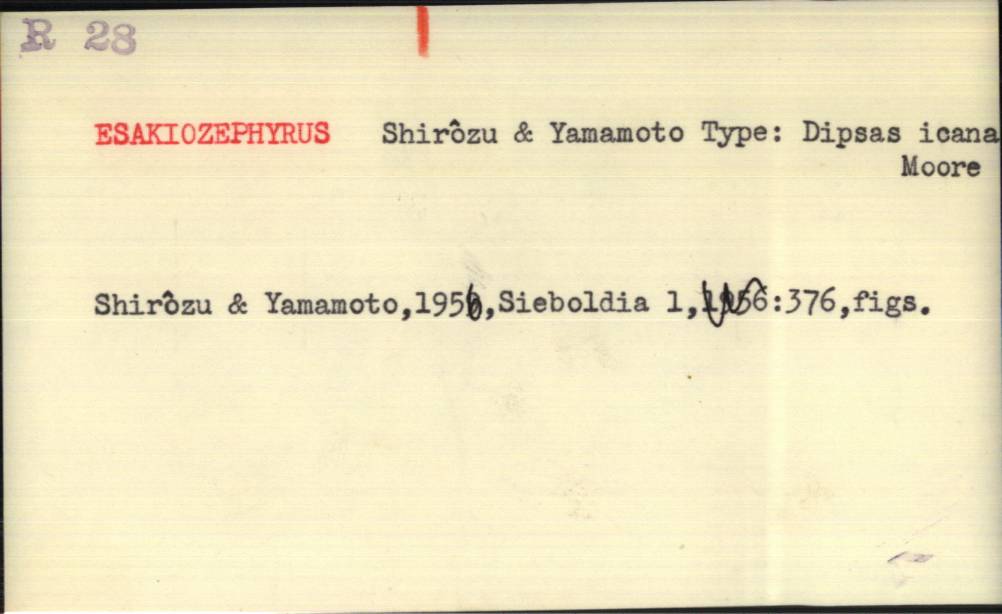 R 28
ESAKIOZEPHYRUS Shirôzu & Yamamoto Type: Dipsas icana
Moore
Shirôzu & Yamamoto,1956,Sieboldia 1,1956:376,figs.